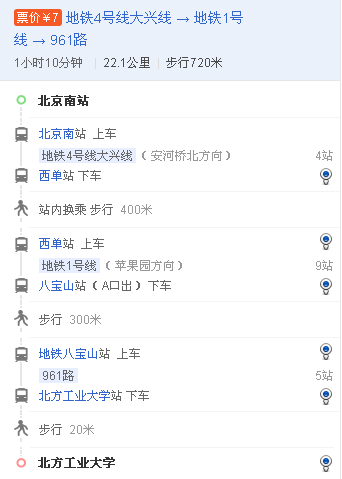 票价¥7 地铁4号线大兴线 → 地铁1号
线 → 961路
1小时10分钟 | 22.1公里 | 步行720米
北京南站
北京南站 上车
地铁4号线大兴线 ( 安河桥北方向 ) 4站
西单站 下车
站内换乘 步行 400米
西单站 上车
地铁1号线 ( 苹果园方向 ) 9站
八宝山站 ( A口出 ) 下车
步行 300米
地铁八宝山站 上车
961路 5站
北方工业大学站 下车
步行 20米
北方工业大学